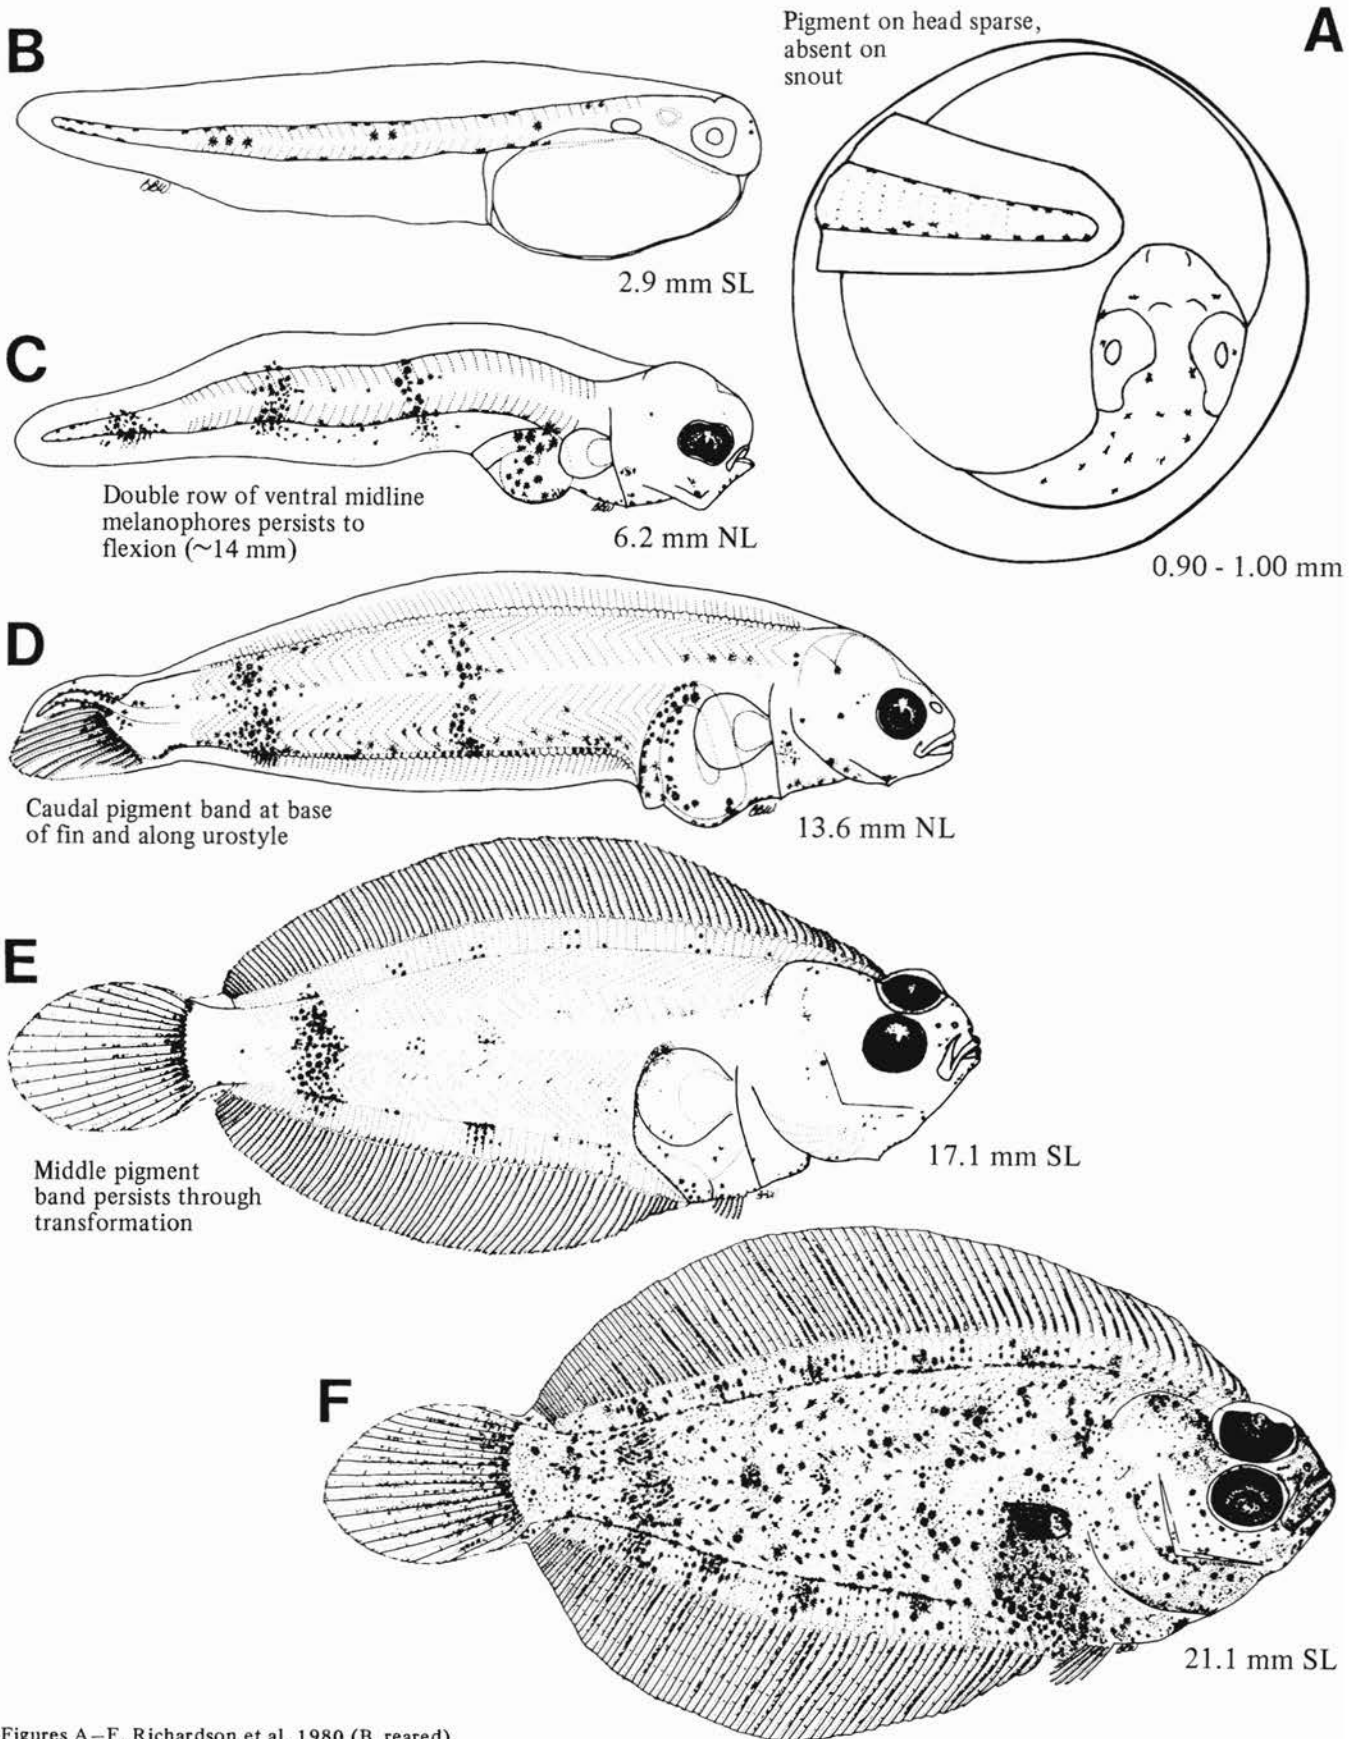 B
Pigment on head sparse,
absent on
snout
A
2.9 mm SL
C
Double row of ventral midline
melanophores persists to
flexion (~14 mm)
6.2 mm NL
0.90 - 1.00 mm
D
Caudal pigment band at base
of fin and along urostyle
13.6 mm NL
E
Middle pigment
band persists through
transformation
17.1 mm SL
F
21.1 mm SL
Richardson et al. 1980 (B, reared)